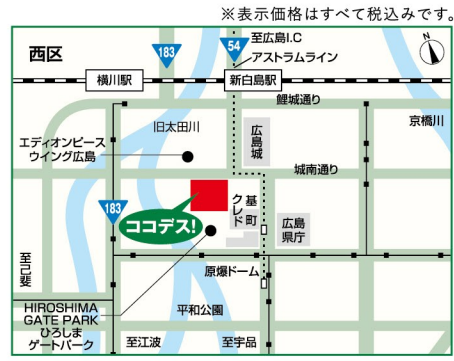 ※表示価格はすべて税込みです。
西区
183
54
至広島I.C
アストラムライン
N
横川駅
新白島駅
鯉城通り
京橋川
旧太田川
エディオンピース
ウイング広島
広島城
城南通り
183
ココデス!
基町
クレド
広島
県庁
至己斐
原爆ドーム
HIROSHIMA
GATE PARK
ひろしま
ゲートパーク
平和公園
至江波
至宇品